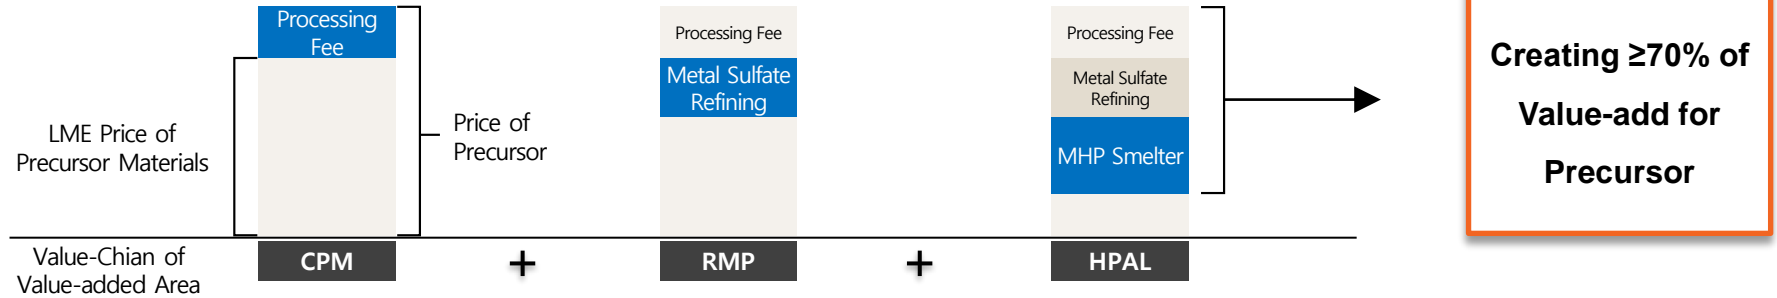 Processing
Fee
LME Price of
Precursor Materials
Price of
Precursor
Processing Fee
Metal Sulfate
Refining
Processing Fee
Metal Sulfate
Refining
MHP Smelter
Creating ≥70% of
Value-add for
Precursor
Value-Chian of
Value-added Area
CPM
+
RMP
+
HPAL